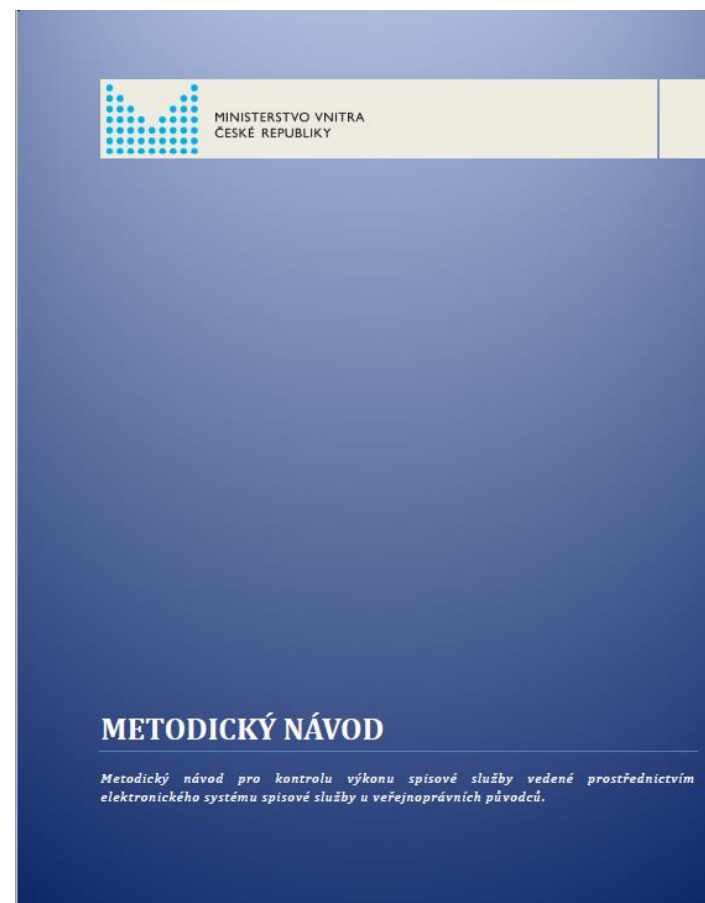 MINISTERSTVO VNITRA
ČESKÉ REPUBLIKY
METODICKÝ NÁVOD
Metodický návod pro kontrolu výkonu spisové služby vedené prostřednictvím
elektronického systému spisové služby u veřejnoprávních původců.